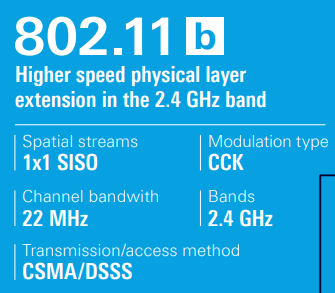 802.11 b
Higher speed physical layer
extension in the 2.4 GHz band
Spatial streams
1x1 SISO
Modulation type
CCK
Channel bandwith
22 MHz
Bands
2.4 GHz
Transmission/access method
CSMA/DSSS